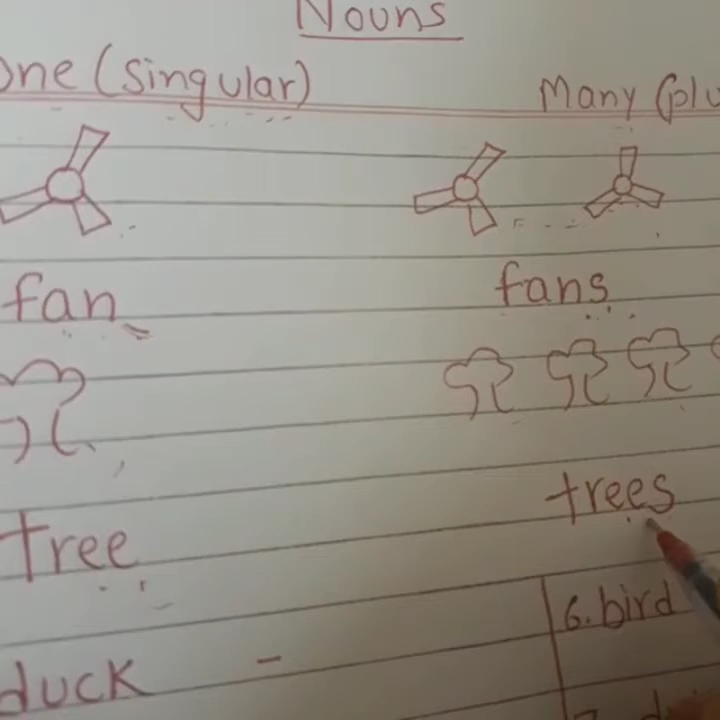 Nouns
One (singular) Many (plu
fan fans
tree trees
duck - 6. bird